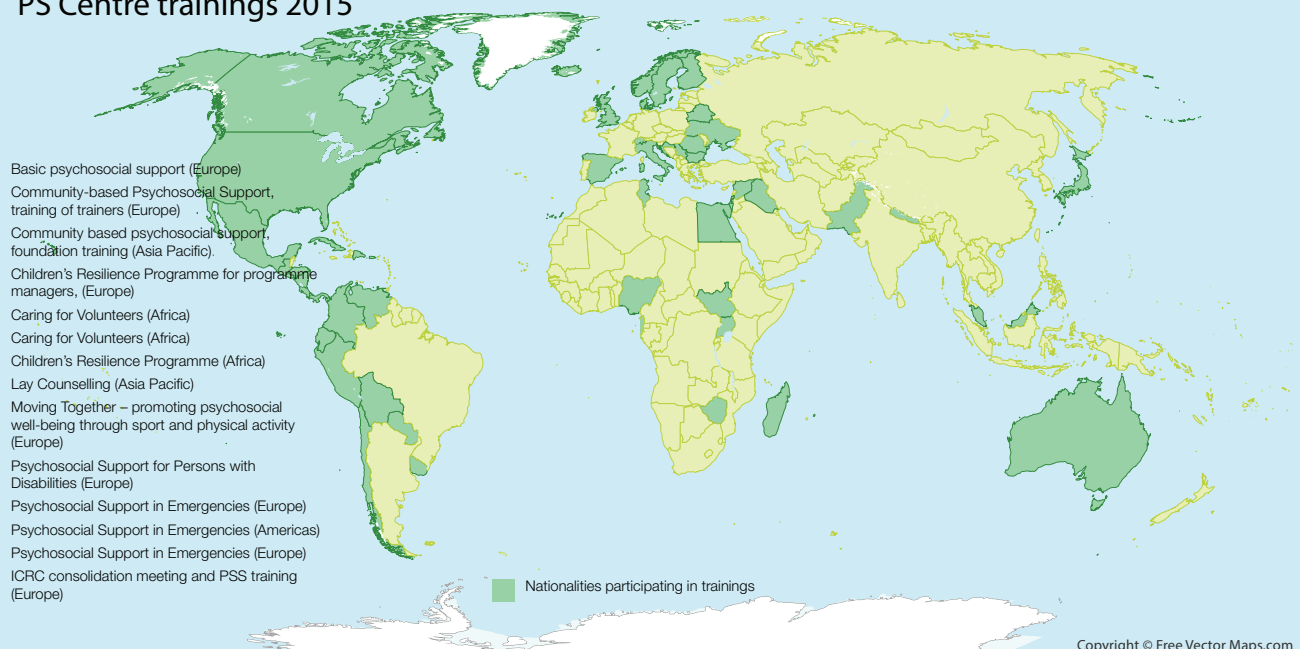 PS Centre trainings 2015
Basic psychosocial support (Europe)
Community-based Psychosocial Support,
training of trainers (Europe)
Community based psychosocial support,
foundation training (Asia Pacific).
Children's Resilience Programme for programme
managers, (Europe)
Caring for Volunteers (Africa)
Caring for Volunteers (Africa)
Children's Resilience Programme (Africa)
Lay Counselling (Asia Pacific)
Moving Together – promoting psychosocial
well-being through sport and physical activity
(Europe)
Psychosocial Support for Persons with
Disabilities (Europe)
Psychosocial Support in Emergencies (Europe)
Psychosocial Support in Emergencies (Americas)
Psychosocial Support in Emergencies (Europe)
ICRC consolidation meeting and PSS training
(Europe)
Nationalities participating in trainings
Copyright © Free Vector Maps.com